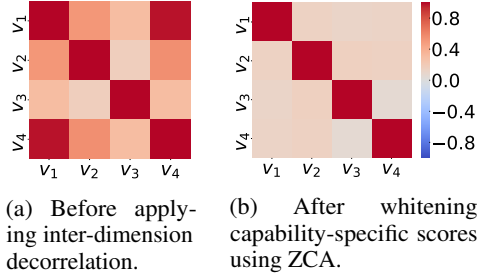 v1
v2
v3
v4
v1 v2 v3 v4
v1
v2
v3
v4
v1 v2 v3 v4
0.8
0.4
0.0
−0.4
−0.8
(a) Before apply-
ing inter-dimension
decorrelation.
(b) After whitening
capability-specific scores
using ZCA.